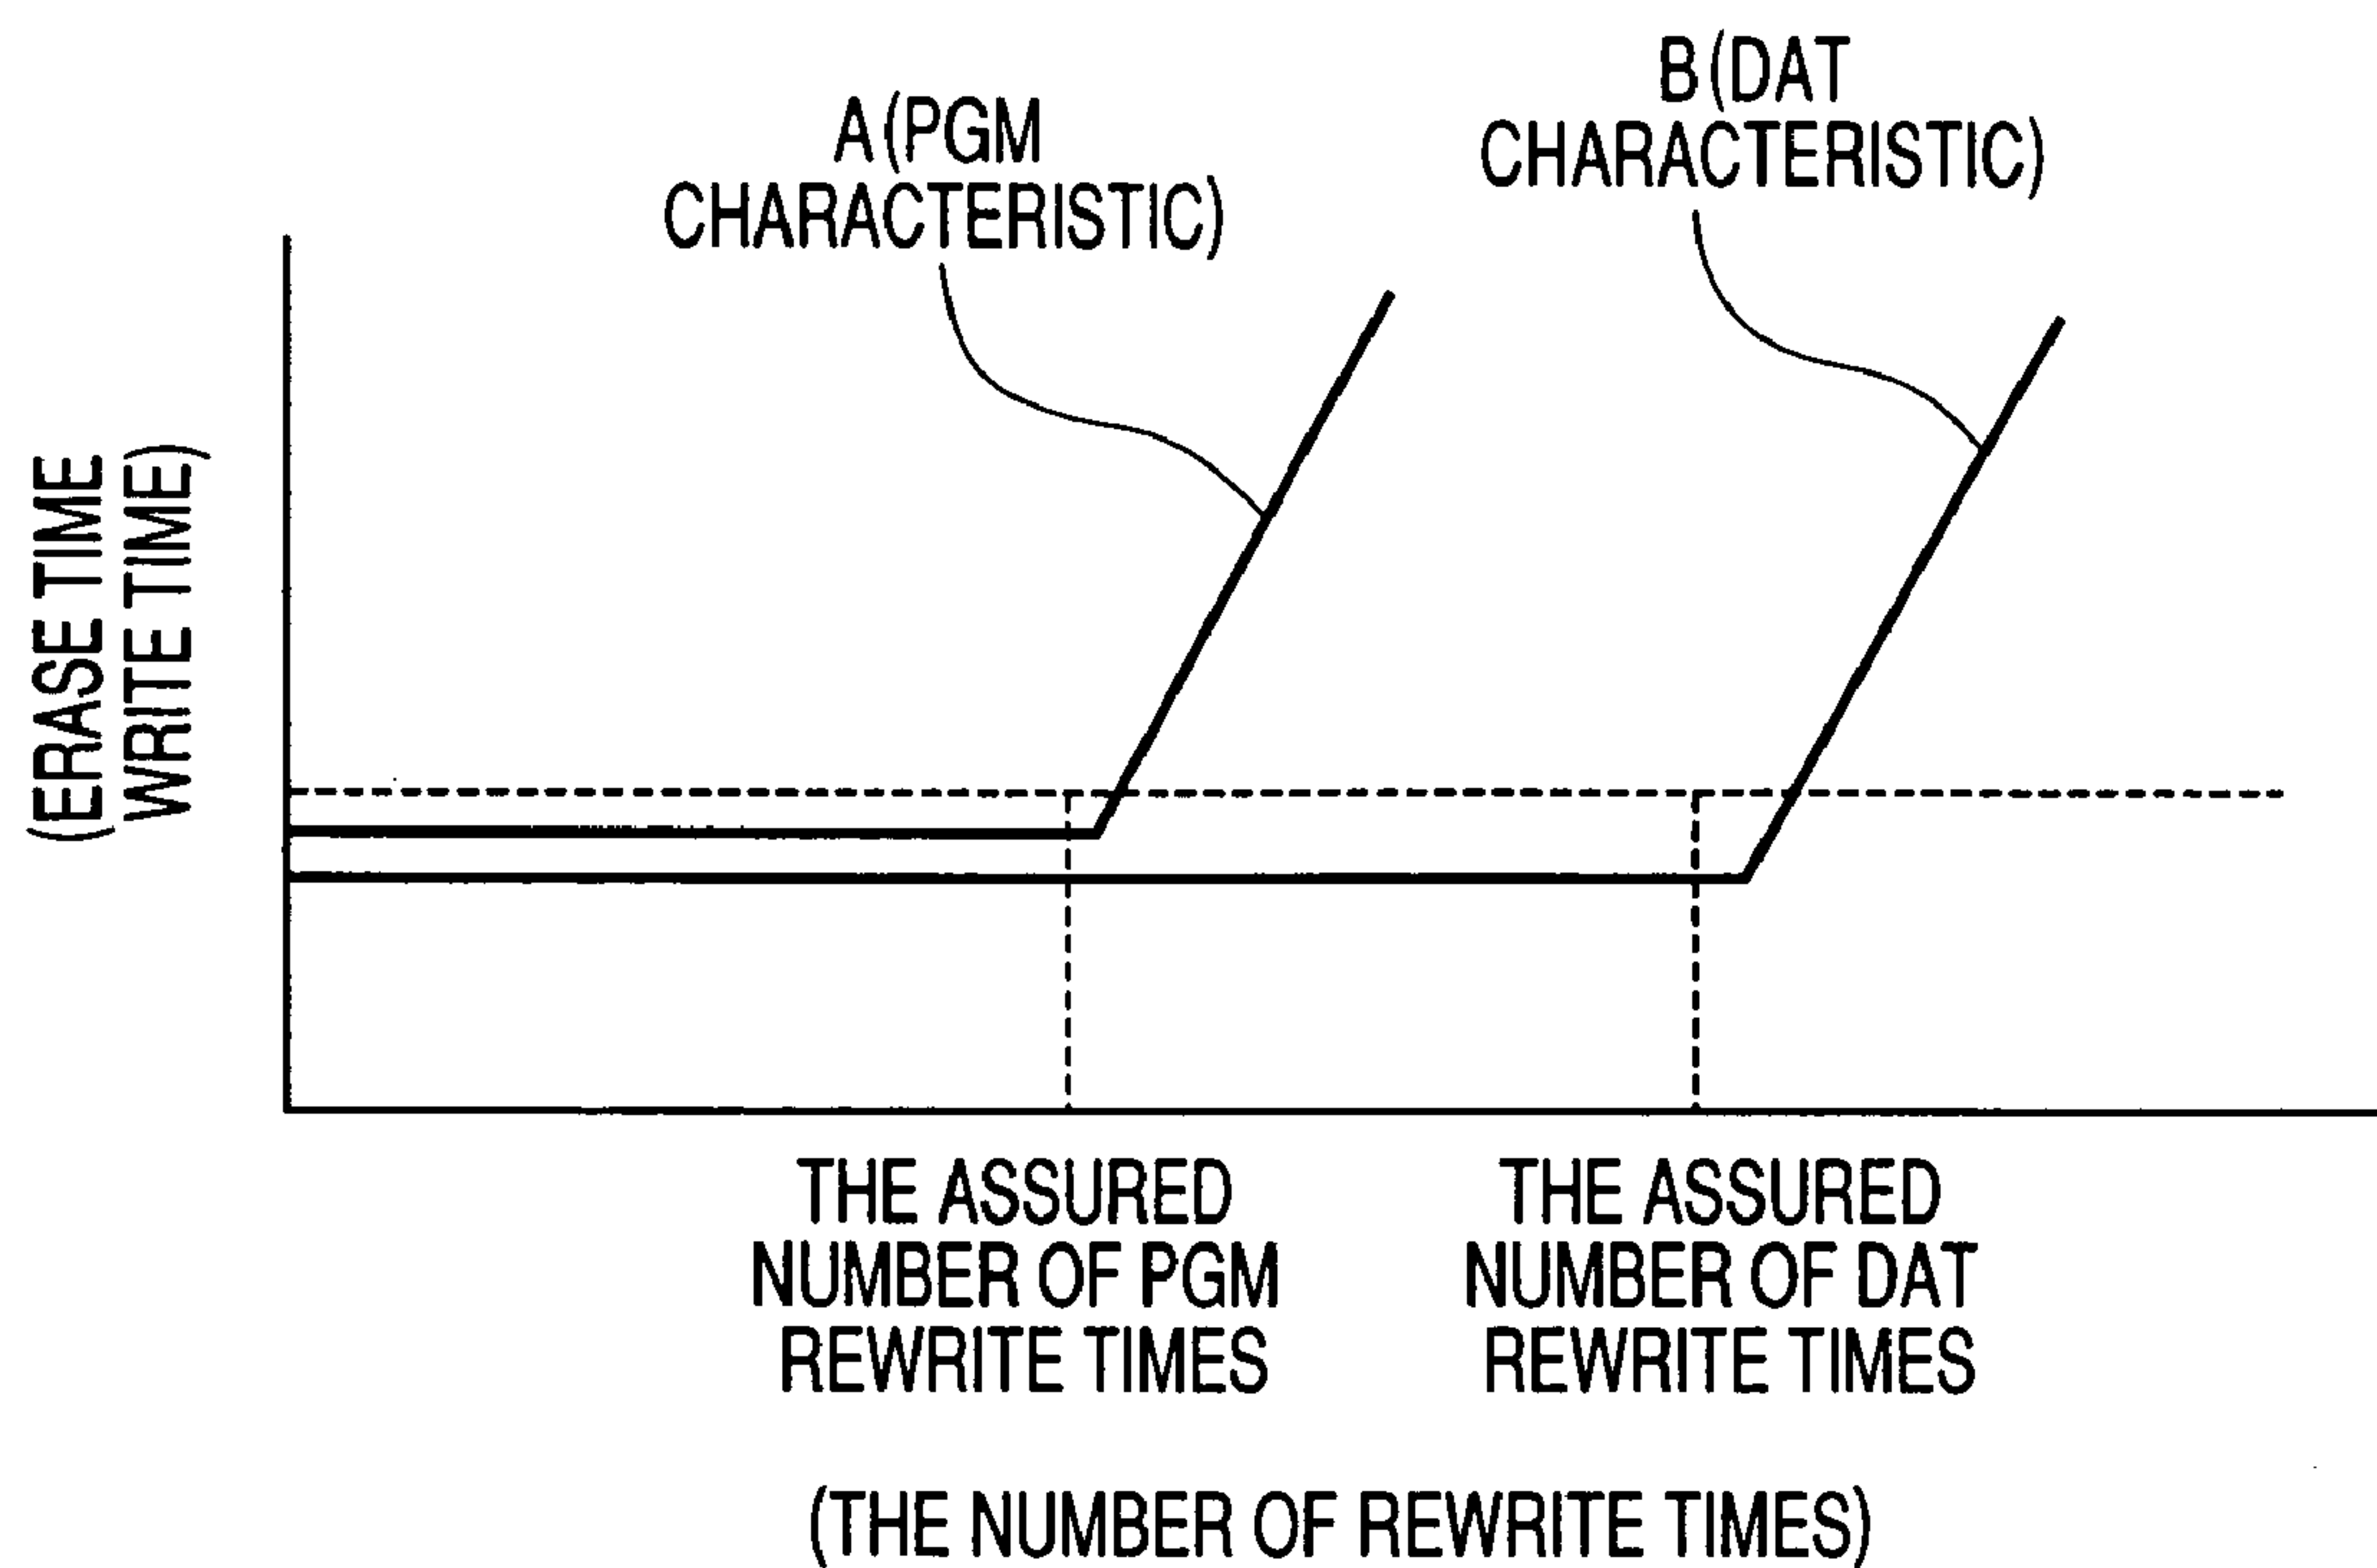 A(PGM
CHARACTERISTIC)
B(DAT
CHARACTERISTIC)
(ERASE TIME
WRITE TIME)
THE ASSURED
NUMBER OF PGM
REWRITE TIMES
THE ASSURED
NUMBER OF DAT
REWRITE TIMES
(THE NUMBER OF REWRITE TIMES)